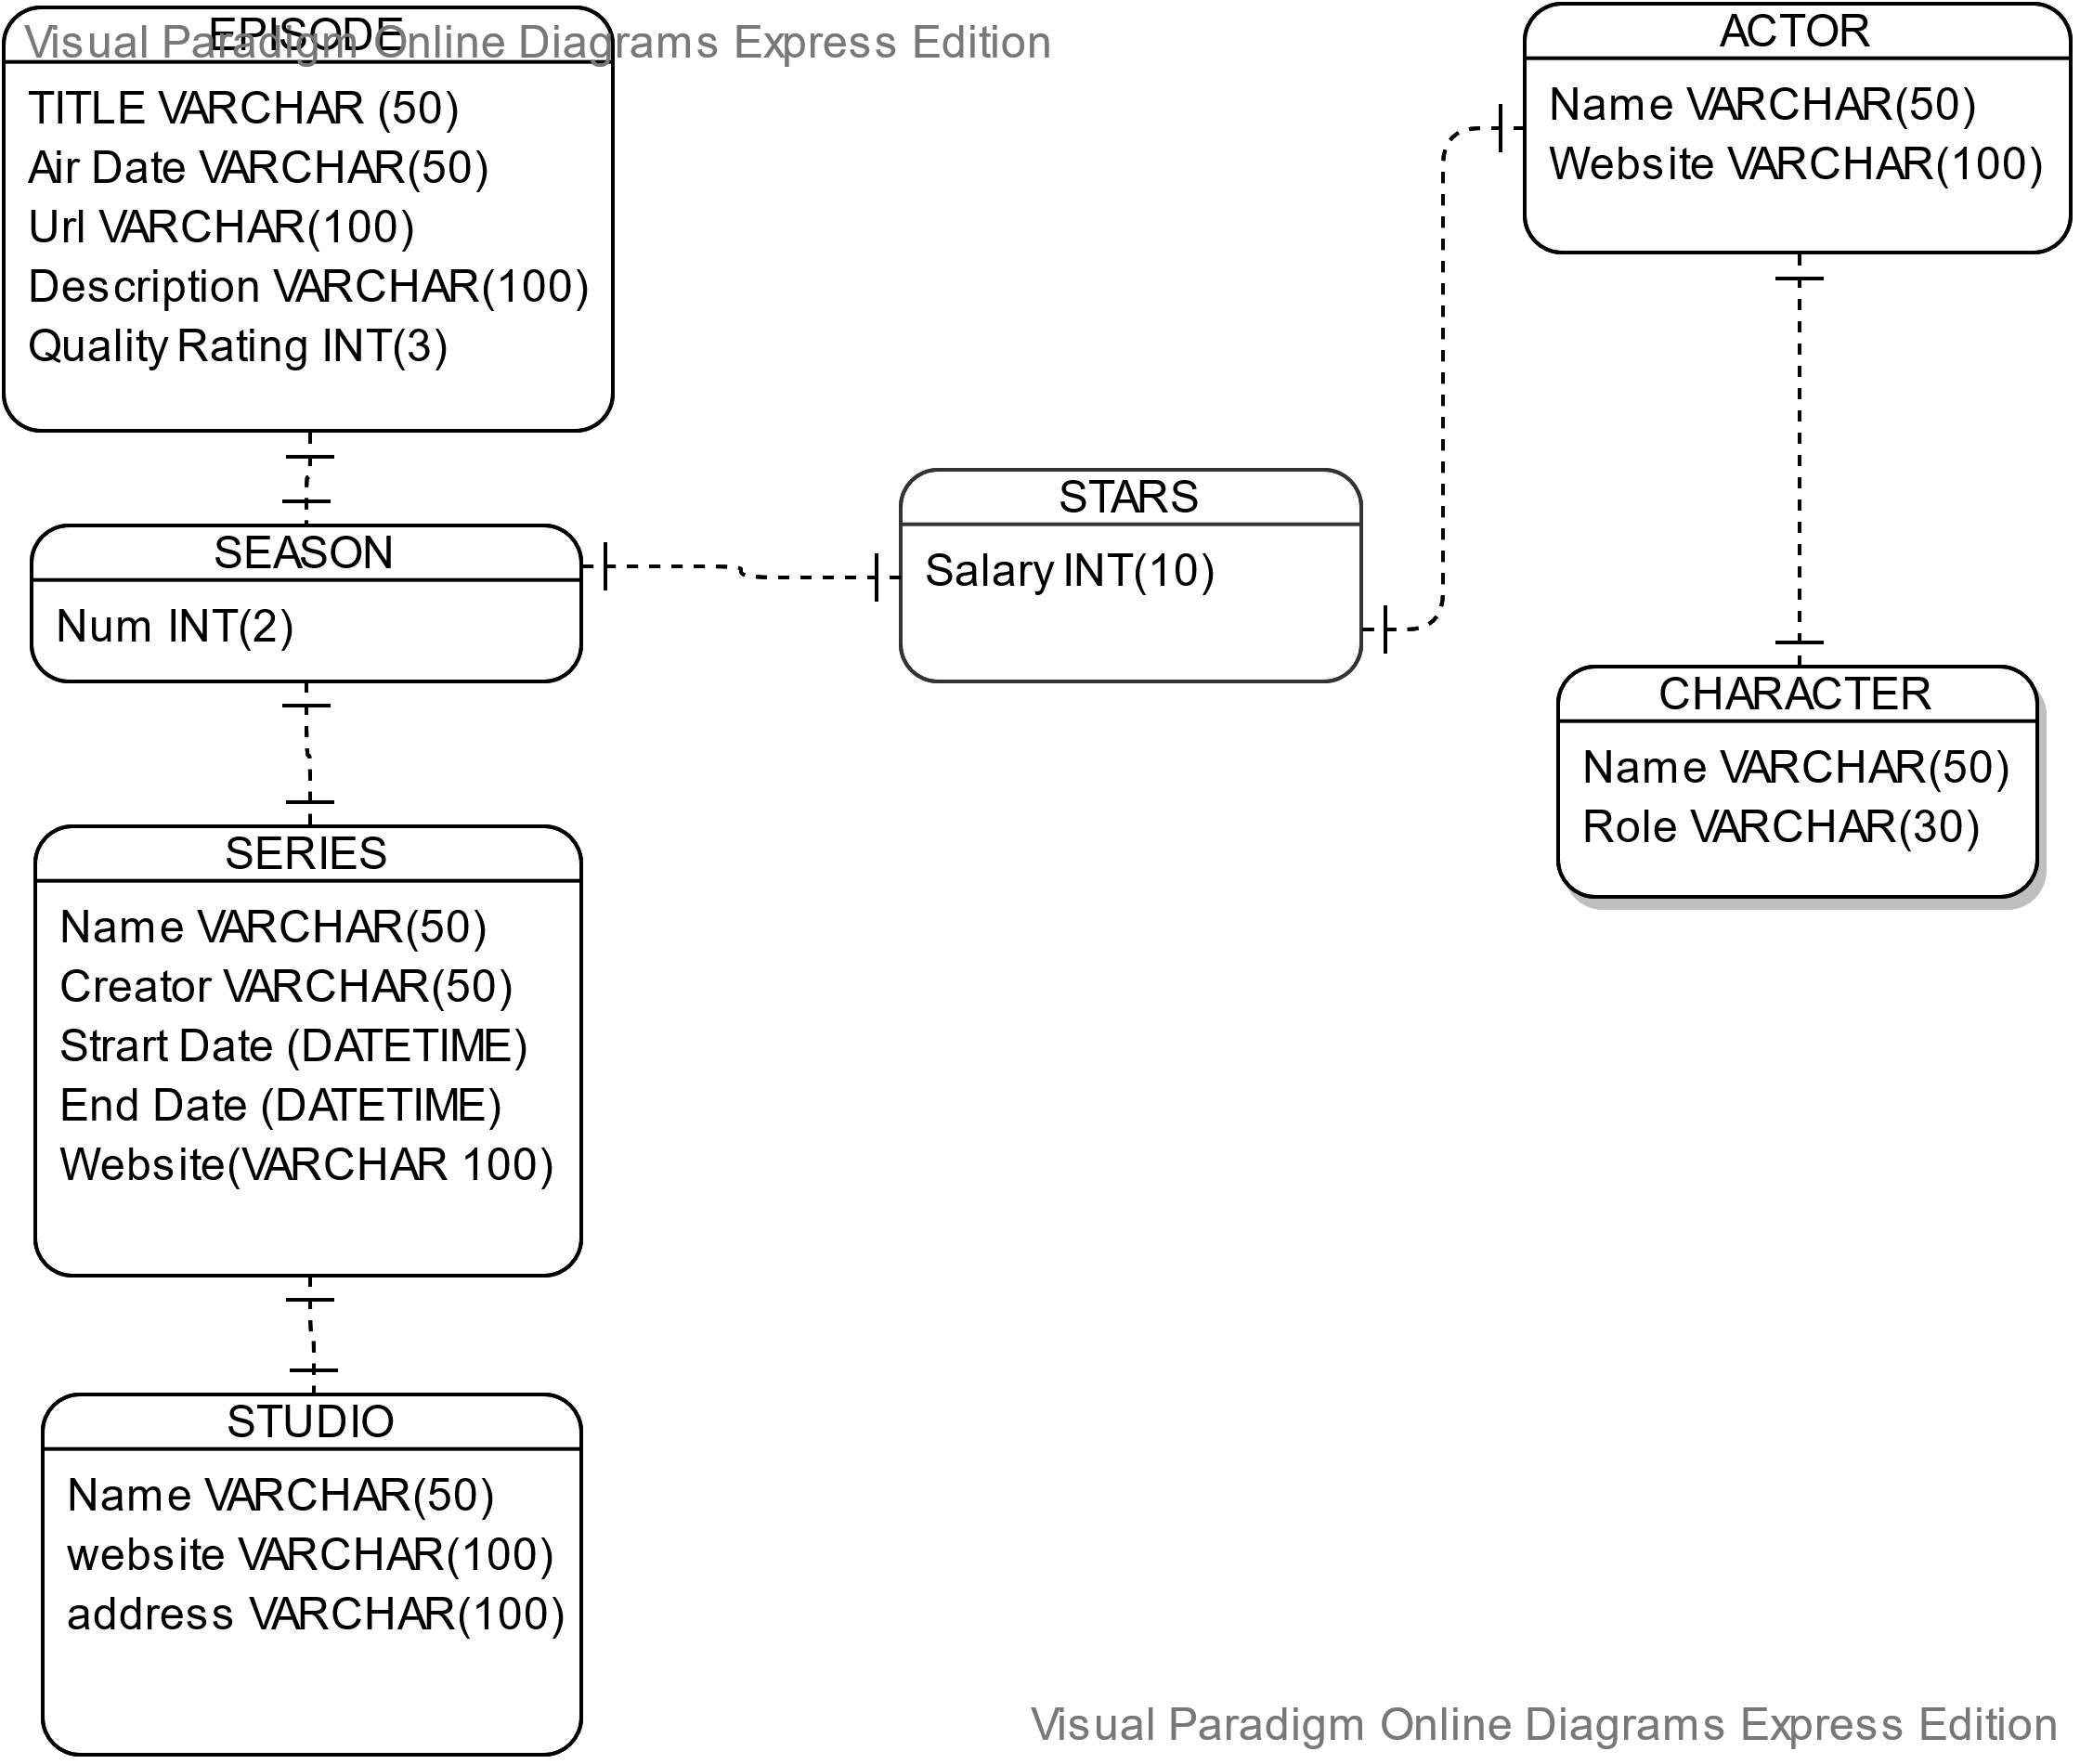 EPISODE
Visual Paradigm Online Diagrams Express Edition
TITLE VARCHAR (50)
Air Date VARCHAR(50)
Url VARCHAR(100)
Description VARCHAR(100)
Quality Rating INT(3)
ACTOR
Name VARCHAR(50)
Website VARCHAR(100)
STARS
Salary INT(10)
SEASON
Num INT(2)
CHARACTER
Name VARCHAR(50)
Role VARCHAR(30)
SERIES
Name VARCHAR(50)
Creator VARCHAR(50)
Strart Date (DATETIME)
End Date (DATETIME)
Website(VARCHAR 100)
STUDIO
Name VARCHAR(50)
website VARCHAR(100)
address VARCHAR(100)
Visual Paradigm Online Diagrams Express Edition